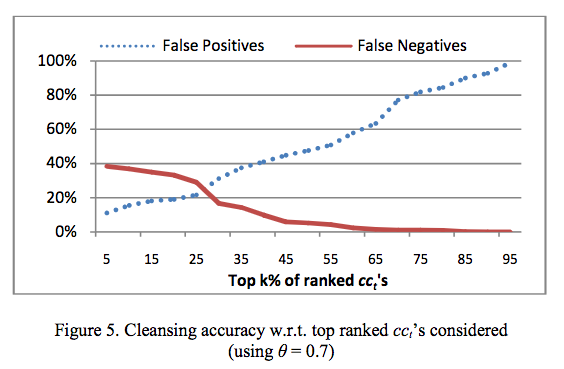 False Positives False Negatives
100%
80%
60%
40%
20%
0%
5 15 25 35 45 55 65 75 85 95
Top k% of ranked cct's
Figure 5. Cleansing accuracy w.r.t. top ranked cct’s considered
(using θ = 0.7)